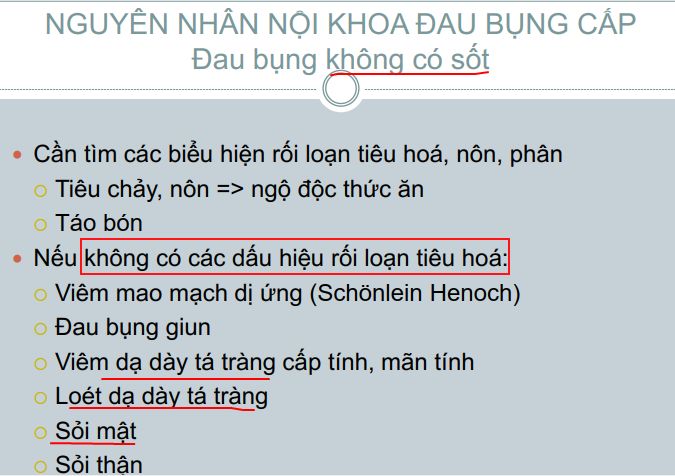 NGUYÊN NHÂN NỘI KHOA ĐAU BỤNG CẤP
Đau bụng không có sốt
Cần tìm các biểu hiện rối loạn tiêu hoá, nôn, phân
Tiêu chảy, nôn => ngộ độc thức ăn
Táo bón
Nếu không có các dấu hiệu rối loạn tiêu hoá:
Viêm mao mạch dị ứng (Schönlein Henoch)
Đau bụng giun
Viêm dạ dày tá tràng cấp tính, mãn tính
Loét dạ dày tá tràng
Sỏi mật
Sỏi thận